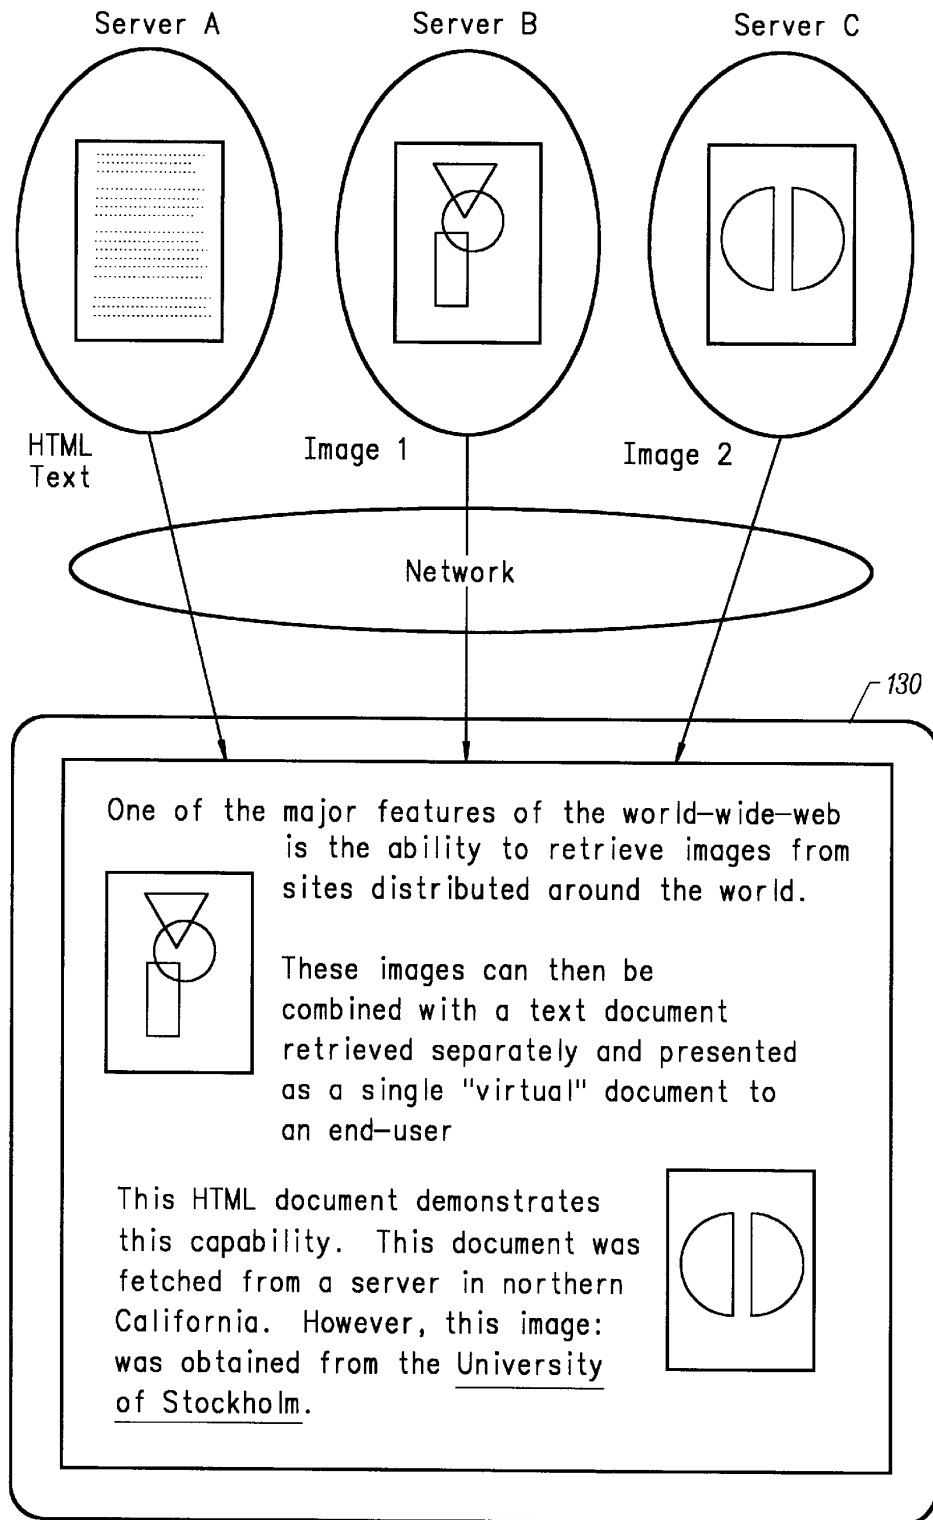 Server A
Server B
Server C
HTML
Text
Image 1
Image 2
Network
130
One of the major features of the world-wide-web
is the ability to retrieve images from
sites distributed around the world.
These images can then be
combined with a text document
retrieved separately and presented
as a single "virtual" document to
an end-user
This HTML document demonstrates
this capability. This document was
fetched from a server in northern
California. However, this image:
was obtained from the University
of Stockholm.